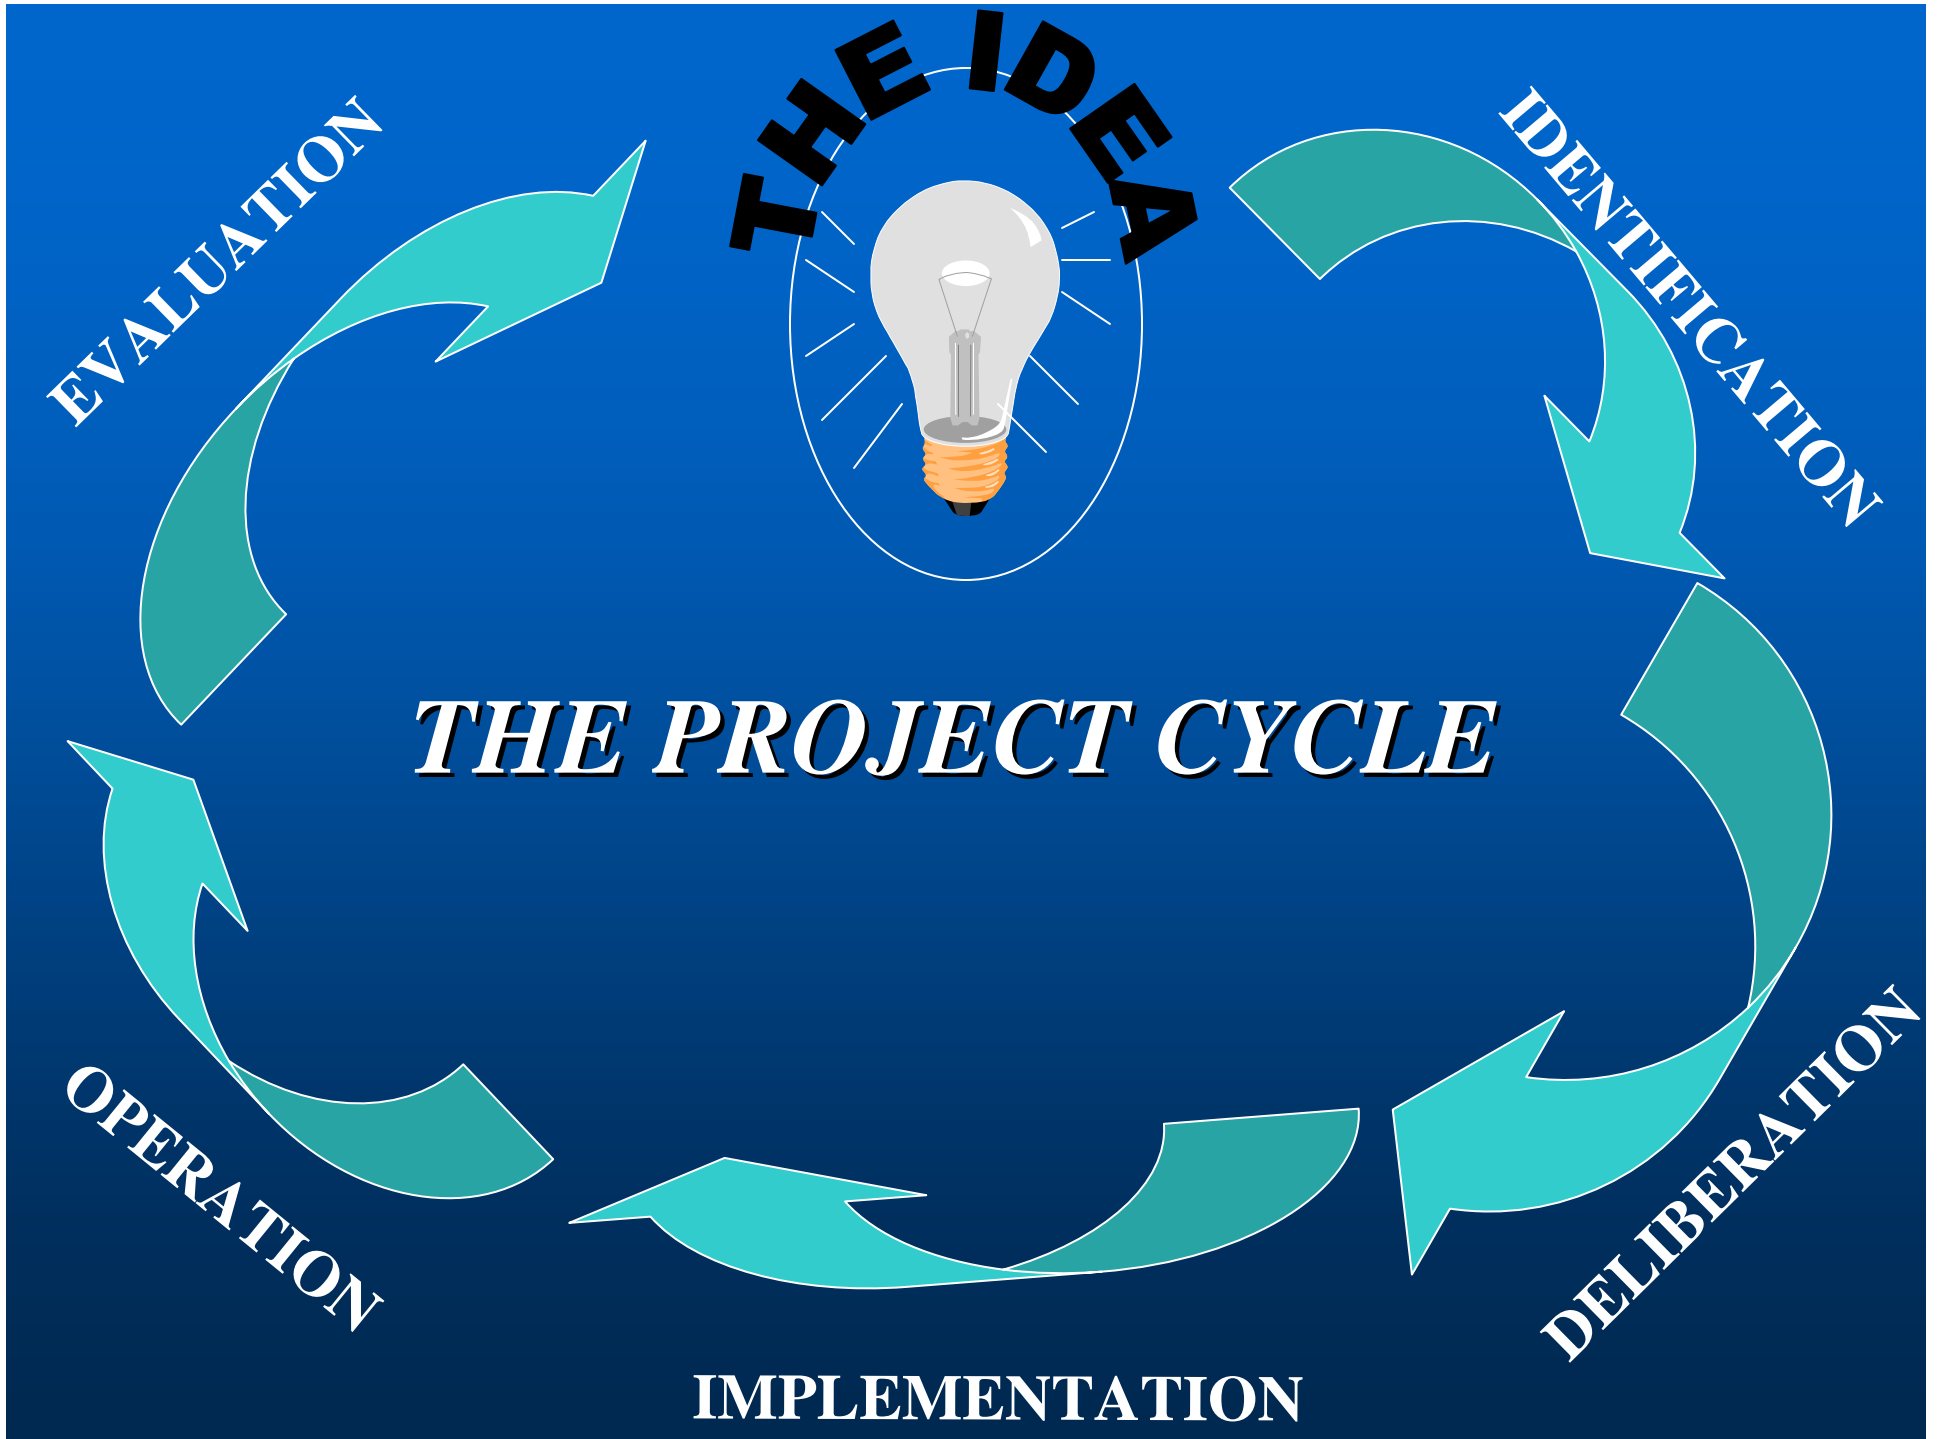 THE IDEA
IDENTIFICATION
EVALUATION
THE PROJECT CYCLE
DELIBERATION
OPERATION
IMPLEMENTATION